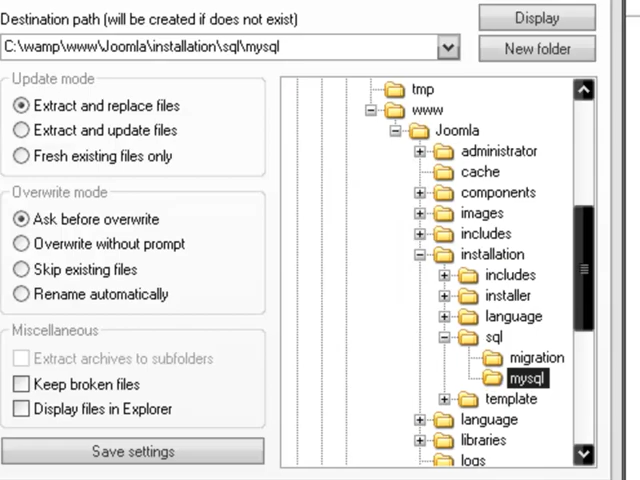 Destination path (will be created if does not exist)
Display
C:\wamp\www\Joomla\installation\sql\mysql
New folder
Update mode
Extract and replace files
Extract and update files
Fresh existing files only
Overwrite mode
Ask before overwrite
Overwrite without prompt
Skip existing files
Rename automatically
Miscellaneous
Extract archives to subfolders
Keep broken files
Display files in Explorer
Save settings
tmp
www
Joomla
administrator
cache
components
images
includes
installation
includes
installer
language
sql
migration
mysql
template
language
libraries
logs